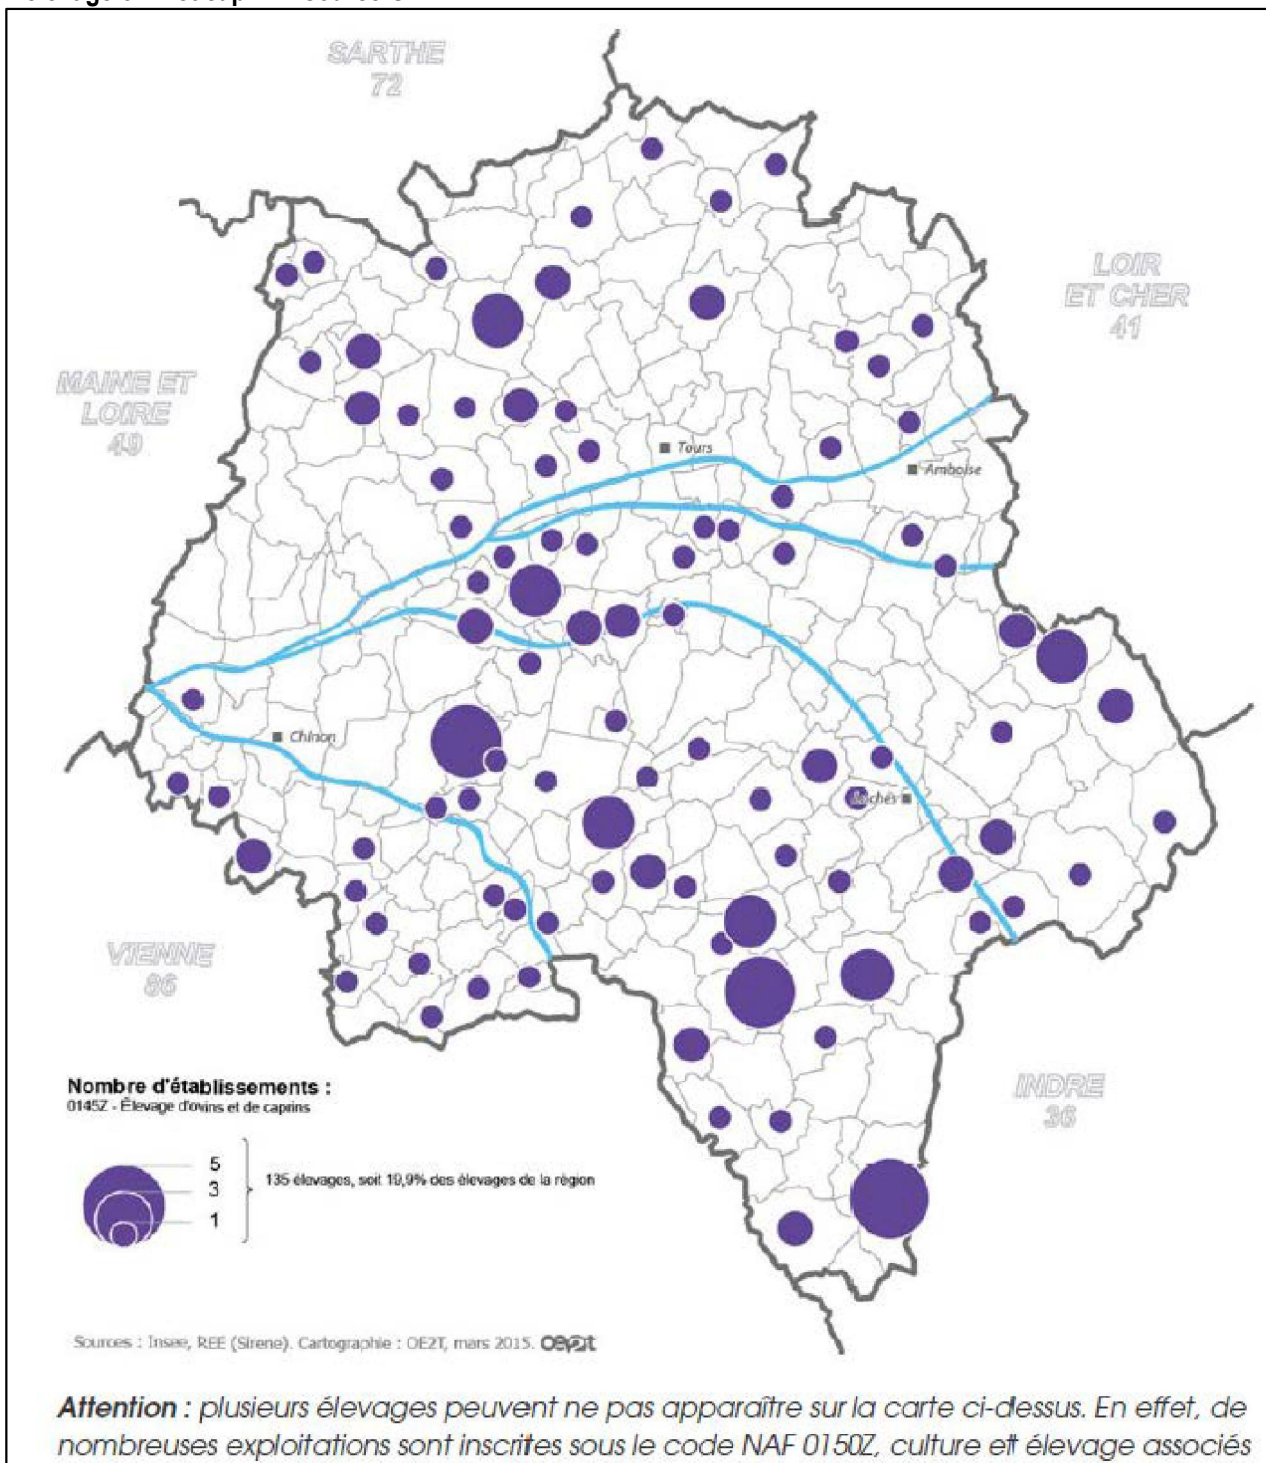 SARTHE
72
LOIR
ET CHER
41
MAINE ET
LOIRE
49
Tours
Amboise
Chinon
Loches
VIENNE
86
INDRE
36
Nombre d'établissements :
0145Z - Élevage d'ovins et de caprins
5
3
1
135 élevages, soit 19,9% des élevages de la région
Sources : Insee, REE (Sirene). Cartographie : OE2T, mars 2015. oe2t
Attention : plusieurs élevages peuvent ne pas apparaître sur la carte ci-dessus. En effet, de
nombreuses exploitations sont inscrites sous le code NAF 0150Z, culture et élevage associés